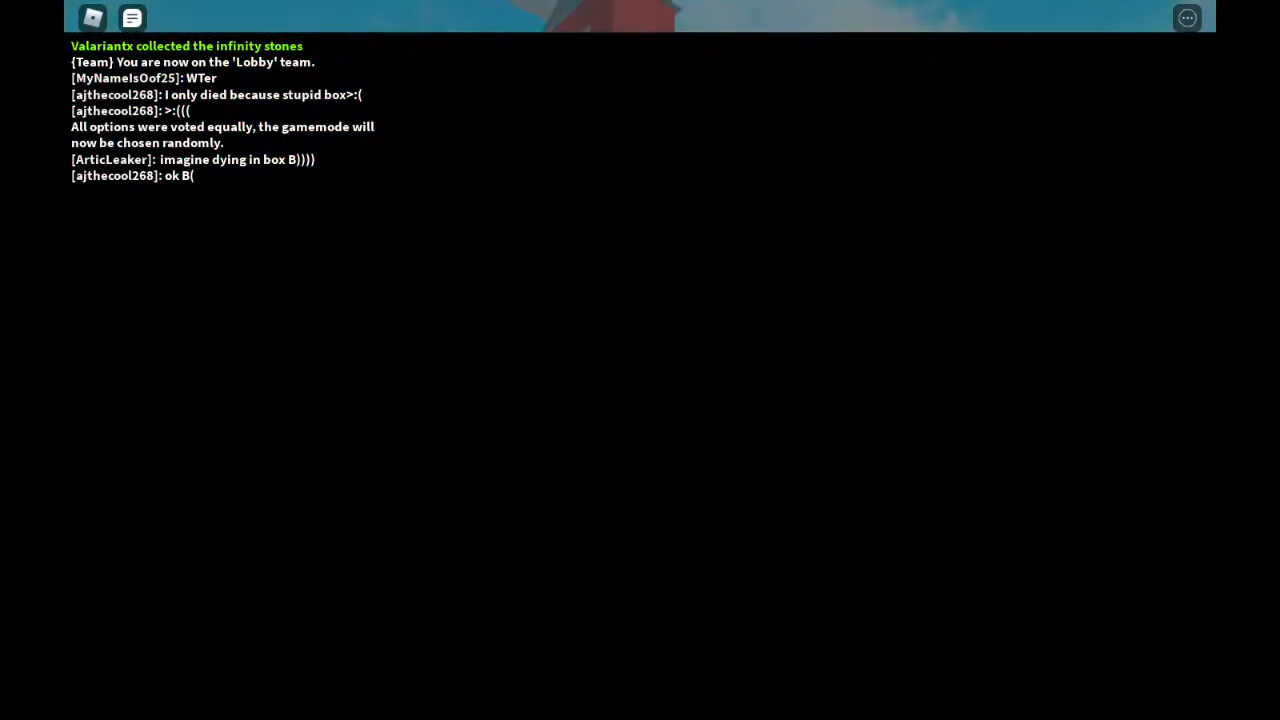 Valariantx collected the infinity stones
{Team} You are now on the 'Lobby' team.
[MyNameIsOof25]: WTer
[ajthecool268]: I only died because stupid box>:(
[ajthecool268]: >:(((
All options were voted equally, the gamemode will
now be chosen randomly.
[ArticLeaker]: imagine dying in box B))))
[ajthecool268]: ok B(